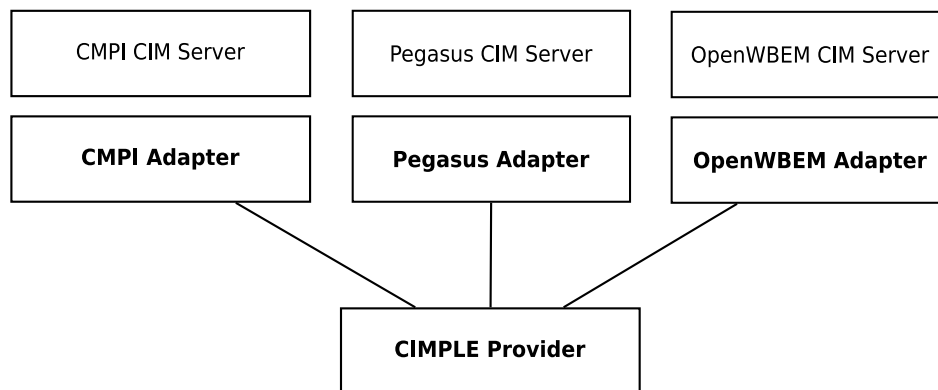 CMPI CIM Server
Pegasus CIM Server
OpenWBEM CIM Server
CMPI Adapter
Pegasus Adapter
OpenWBEM Adapter
CIMPLE Provider